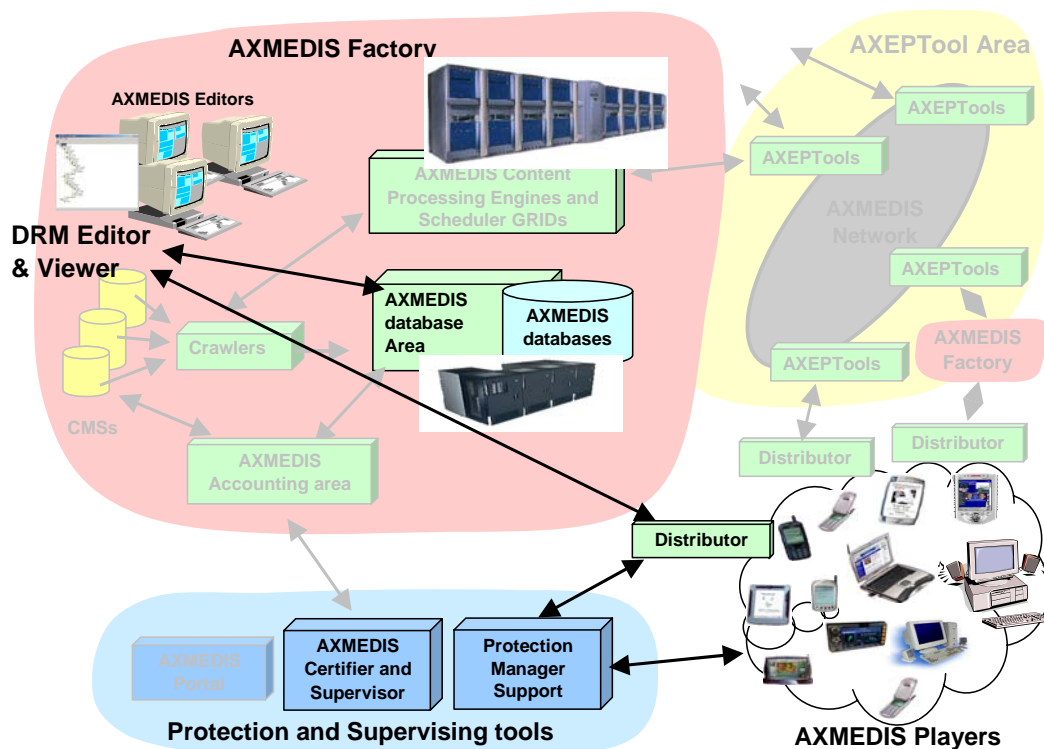 AXMEDIS Factory
AXEPTool Area
AXMEDIS Editors
AXEPTools
AXEPTools
AXMEDIS Content
Processing Engines and
Scheduler GRIDs
AXMEDIS
Network
DRM Editor
& Viewer
AXEPTools
AXMEDIS
database
Area
AXMEDIS
databases
Crawlers
AXMEDIS
Factory
AXEPTools
CMSs
AXMEDIS
Accounting area
Distributor
Distributor
Distributor
AXMEDIS
Portal
AXMEDIS
Certifier and
Supervisor
Protection
Manager
Support
Protection and Supervising tools
AXMEDIS Players